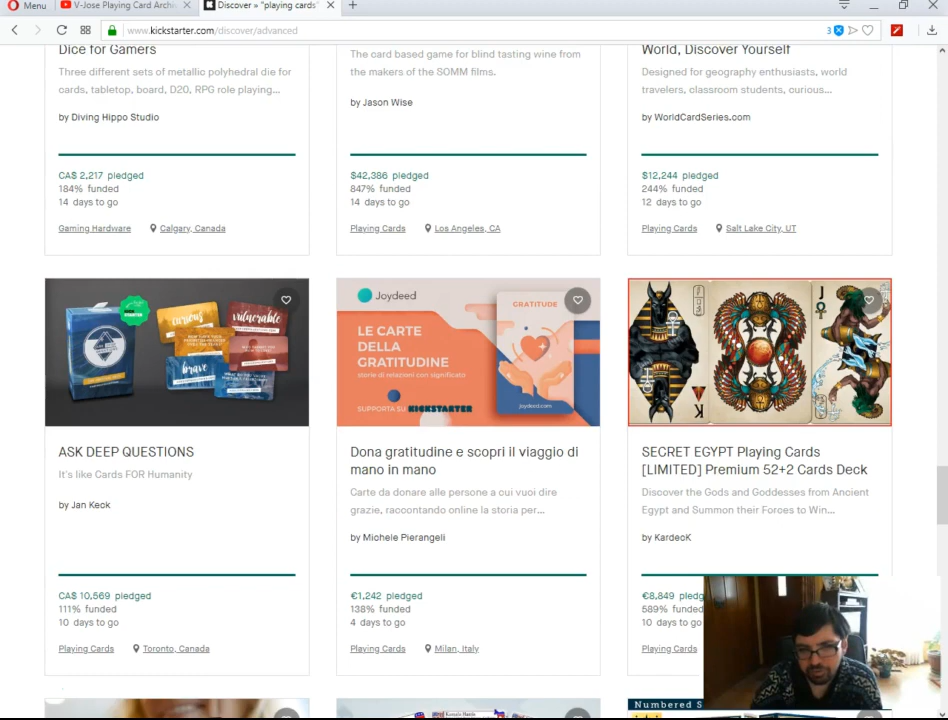 Menu
V-Jose Playing Card Archi
Discover » "playing cards"
www.kickstarter.com/discover/advanced
3
Dice for Gamers
Three different sets of metallic polyhedral die for
cards, tabletop, board, D20, RPG role playing...
by Diving Hippo Studio
CA$ 2,217 pledged
184% funded
14 days to go
Gaming Hardware
Calgary, Canada
The card based game for blind tasting wine from
the makers of the SOMM films.
by Jason Wise
$42,386 pledged
847% funded
14 days to go
Playing Cards
Los Angeles, CA
World, Discover Yourself
Designed for geography enthusiasts, world
travelers, classroom students, curious...
by WorldCardSeries.com
$12,244 pledged
244% funded
12 days to go
Playing Cards
Salt Lake City, UT
curious
vulnerable
brave
ASK DEEP QUESTIONS
It's like Cards FOR Humanity
by Jan Keck
CA$ 10,569 pledged
111% funded
10 days to go
Playing Cards
Toronto, Canada
Joydeed
LE CARTE
DELLA
GRATITUDINE
storie di relazioni con significato
SUPPORTA SU KICKSTARTER
GRATITUDE
joydeed.com
Dona gratitudine e scopri il viaggio di
mano in mano
Carte da donare alle persone a cui vuoi dire
grazie, raccontando online la storia per...
by Michele Pierangeli
€1,242 pledged
138% funded
4 days to go
Playing Cards
Milan, Italy
K
J
SECRET EGYPT Playing Cards
[LIMITED] Premium 52+2 Cards Deck
Discover the Gods and Goddesses from Ancient
Egypt and Summon their Forces to Win...
by KardecK
€8,849 pledg
589% funded
10 days to go
Playing Cards
Numbered S